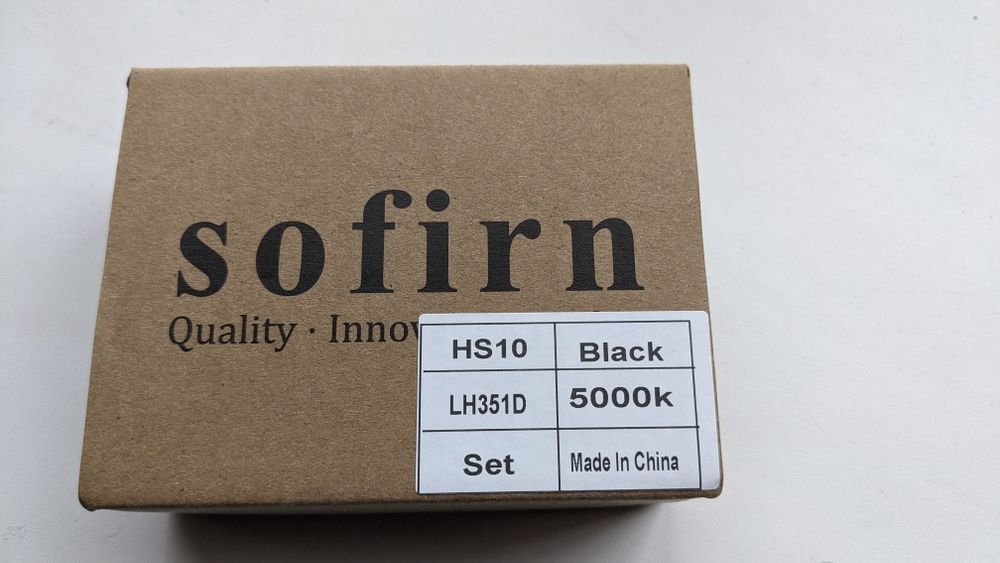 sofirn
Quality · Innov
HS10 Black
LH351D 5000k
Set Made In China